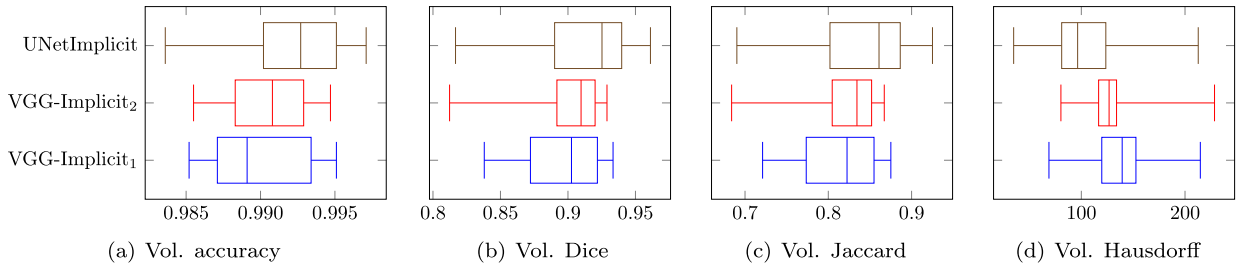 UNetImplicit
VGG-Implicit₂
VGG-Implicit₁
0.985 0.990 0.995
0.8 0.85 0.9 0.95
0.7 0.8 0.9
100 200
(a) Vol. accuracy
(b) Vol. Dice
(c) Vol. Jaccard
(d) Vol. Hausdorff